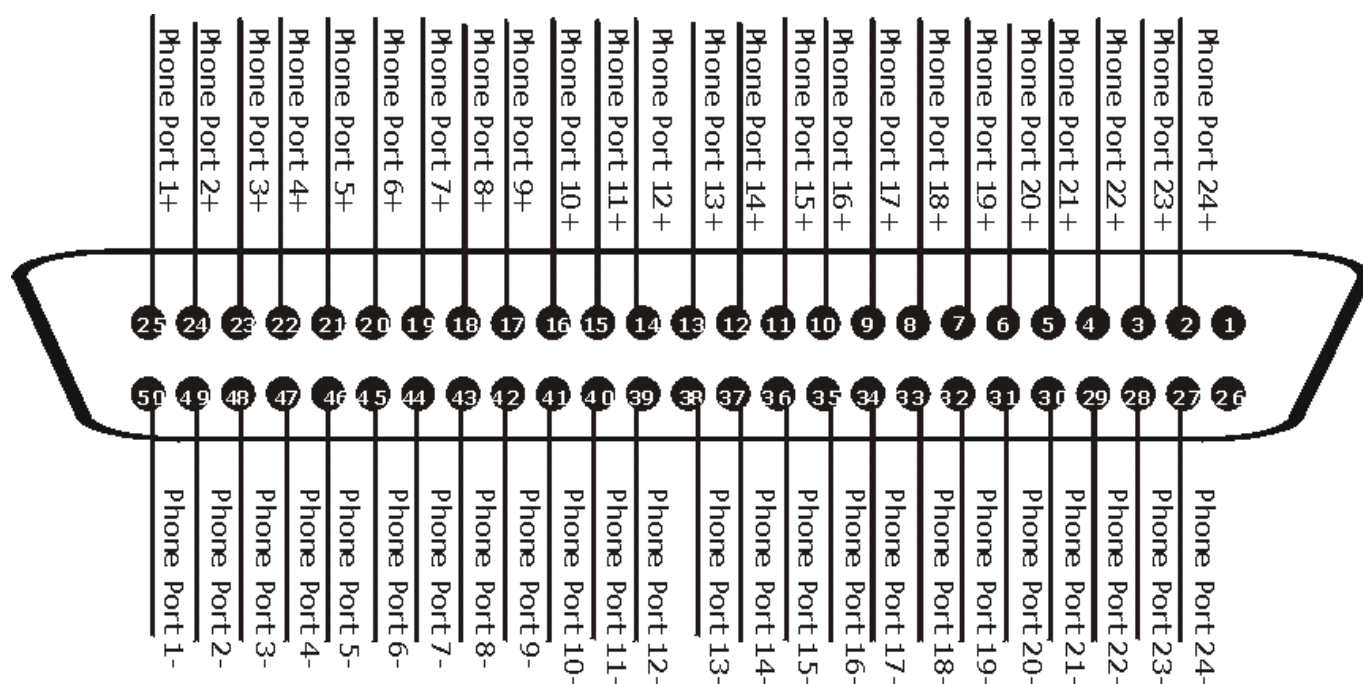 Phone Port 1+
Phone Port 2+
Phone Port 3+
Phone Port 4+
Phone Port 5+
Phone Port 6+
Phone Port 7+
Phone Port 8+
Phone Port 9+
Phone Port 10+
Phone Port 11+
Phone Port 12+
Phone Port 13+
Phone Port 14+
Phone Port 15+
Phone Port 16+
Phone Port 17+
Phone Port 18+
Phone Port 19+
Phone Port 20+
Phone Port 21+
Phone Port 22+
Phone Port 23+
Phone Port 24+
25 24 23 22 21 20 19 18 17 16 15 14 13 12 11 10 9 8 7 6 5 4 3 2 1
50 49 48 47 46 45 44 43 42 41 40 39 38 37 36 35 34 33 32 31 30 29 28 27 26
Phone Port 1-
Phone Port 2-
Phone Port 3-
Phone Port 4-
Phone Port 5-
Phone Port 6-
Phone Port 7-
Phone Port 8-
Phone Port 9-
Phone Port 10-
Phone Port 11-
Phone Port 12-
Phone Port 13-
Phone Port 14-
Phone Port 15-
Phone Port 16-
Phone Port 17-
Phone Port 18-
Phone Port 19-
Phone Port 20-
Phone Port 21-
Phone Port 22-
Phone Port 23-
Phone Port 24-